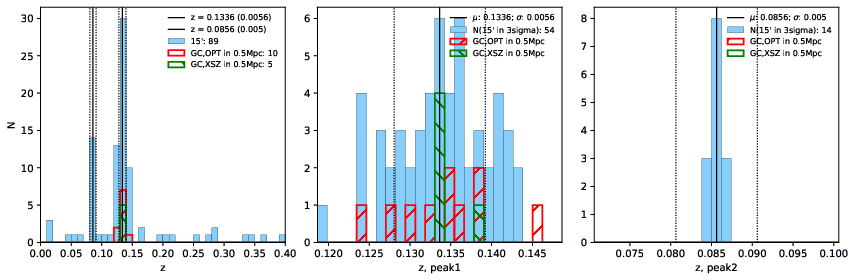 z = 0.1336 (0.0056)
z = 0.0856 (0.005)
15': 89
GC,OPT in 0.5Mpc: 10
GC,XSZ in 0.5Mpc: 5
N
30
25
20
15
10
5
0
0.00 0.05 0.10 0.15 0.20 0.25 0.30 0.35 0.40
z
μ: 0.1336; σ: 0.0056
N(15' in 3sigma): 54
GC,OPT in 0.5Mpc
GC,XSZ in 0.5Mpc
6
5
4
3
2
1
0
0.120 0.125 0.130 0.135 0.140 0.145
z, peak1
μ: 0.0856; σ: 0.005
N(15' in 3sigma): 14
GC,OPT in 0.5Mpc
GC,XSZ in 0.5Mpc
8
7
6
5
4
3
2
1
0
0.075 0.080 0.085 0.090 0.095 0.100
z, peak2